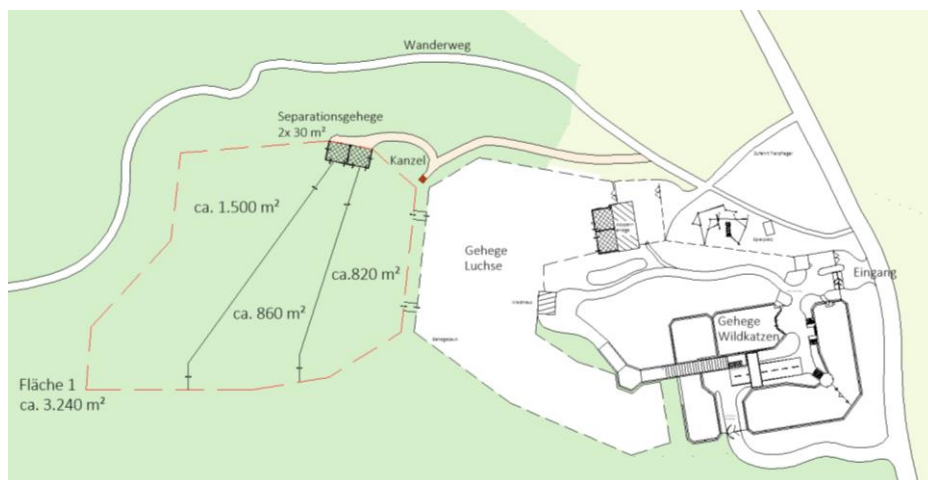 Wanderweg
Separationsgehege
2x 30 m²
Kanzel
ca. 1.500 m²
ca.820 m²
ca. 860 m²
Fläche 1
ca. 3.240 m²
Gehege
Luchse
Eingang
Gehege
Wildkatzen